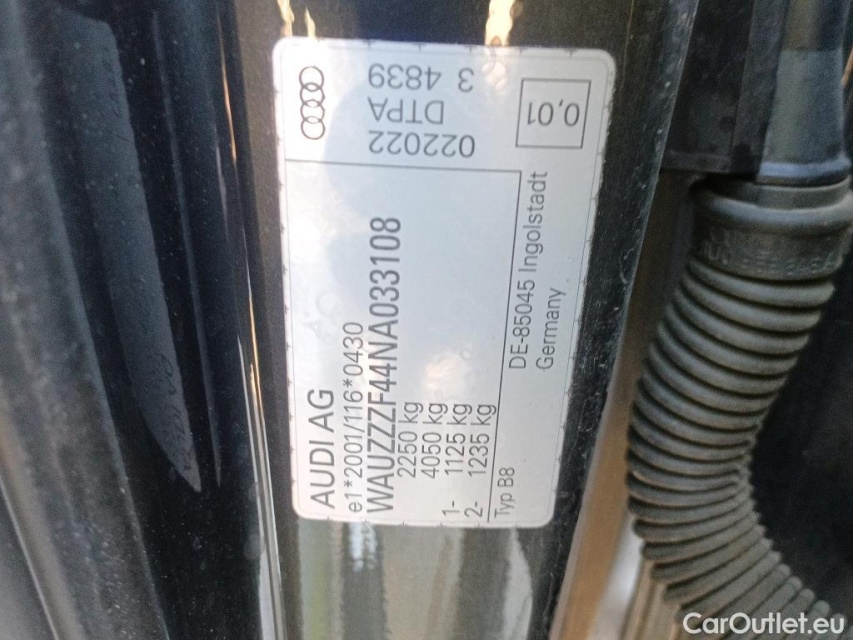 AUDI AG
e1*2001/116*0430
WAUZZZF44NA033108
2250 kg
4050 kg
1- 1125 kg
2- 1235 kg
Typ B8
DE-85045 Ingolstadt
Germany
3 4839
DTPA
022022
0,01
CarOutlet.eu